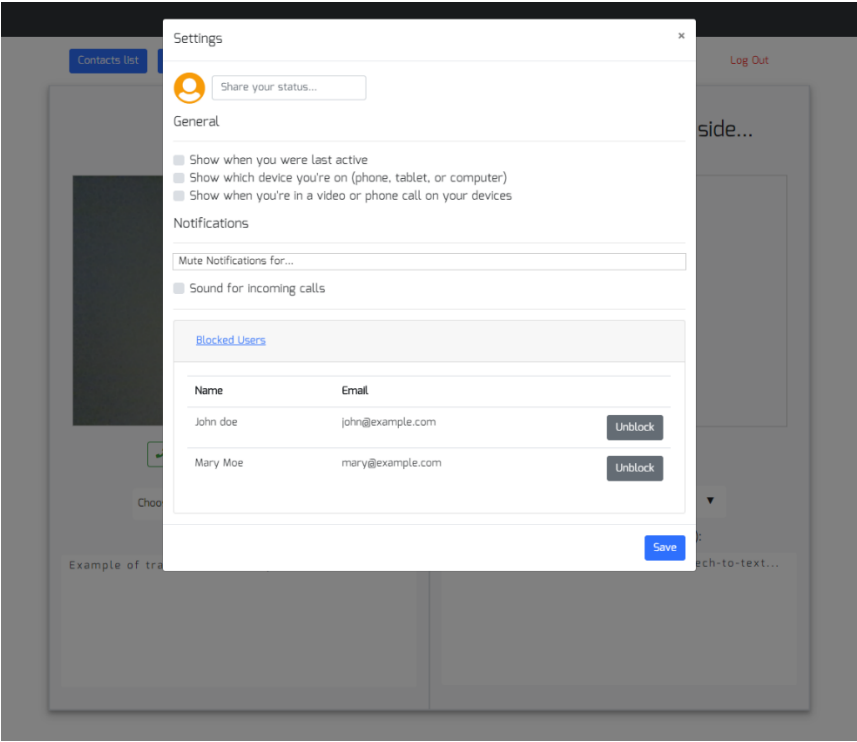 Settings
×
Contacts list
Log Out
Share your status...
General
side...
Show when you were last active
Show which device you're on (phone, tablet, or computer)
Show when you're in a video or phone call on your devices
Notifications
Mute Notifications for...
Sound for incoming calls
Blocked Users
Name Email
John doe john@example.com Unblock
Mary Moe mary@example.com Unblock
Choo
▼
):
Save
Example of tra
ech-to-text...